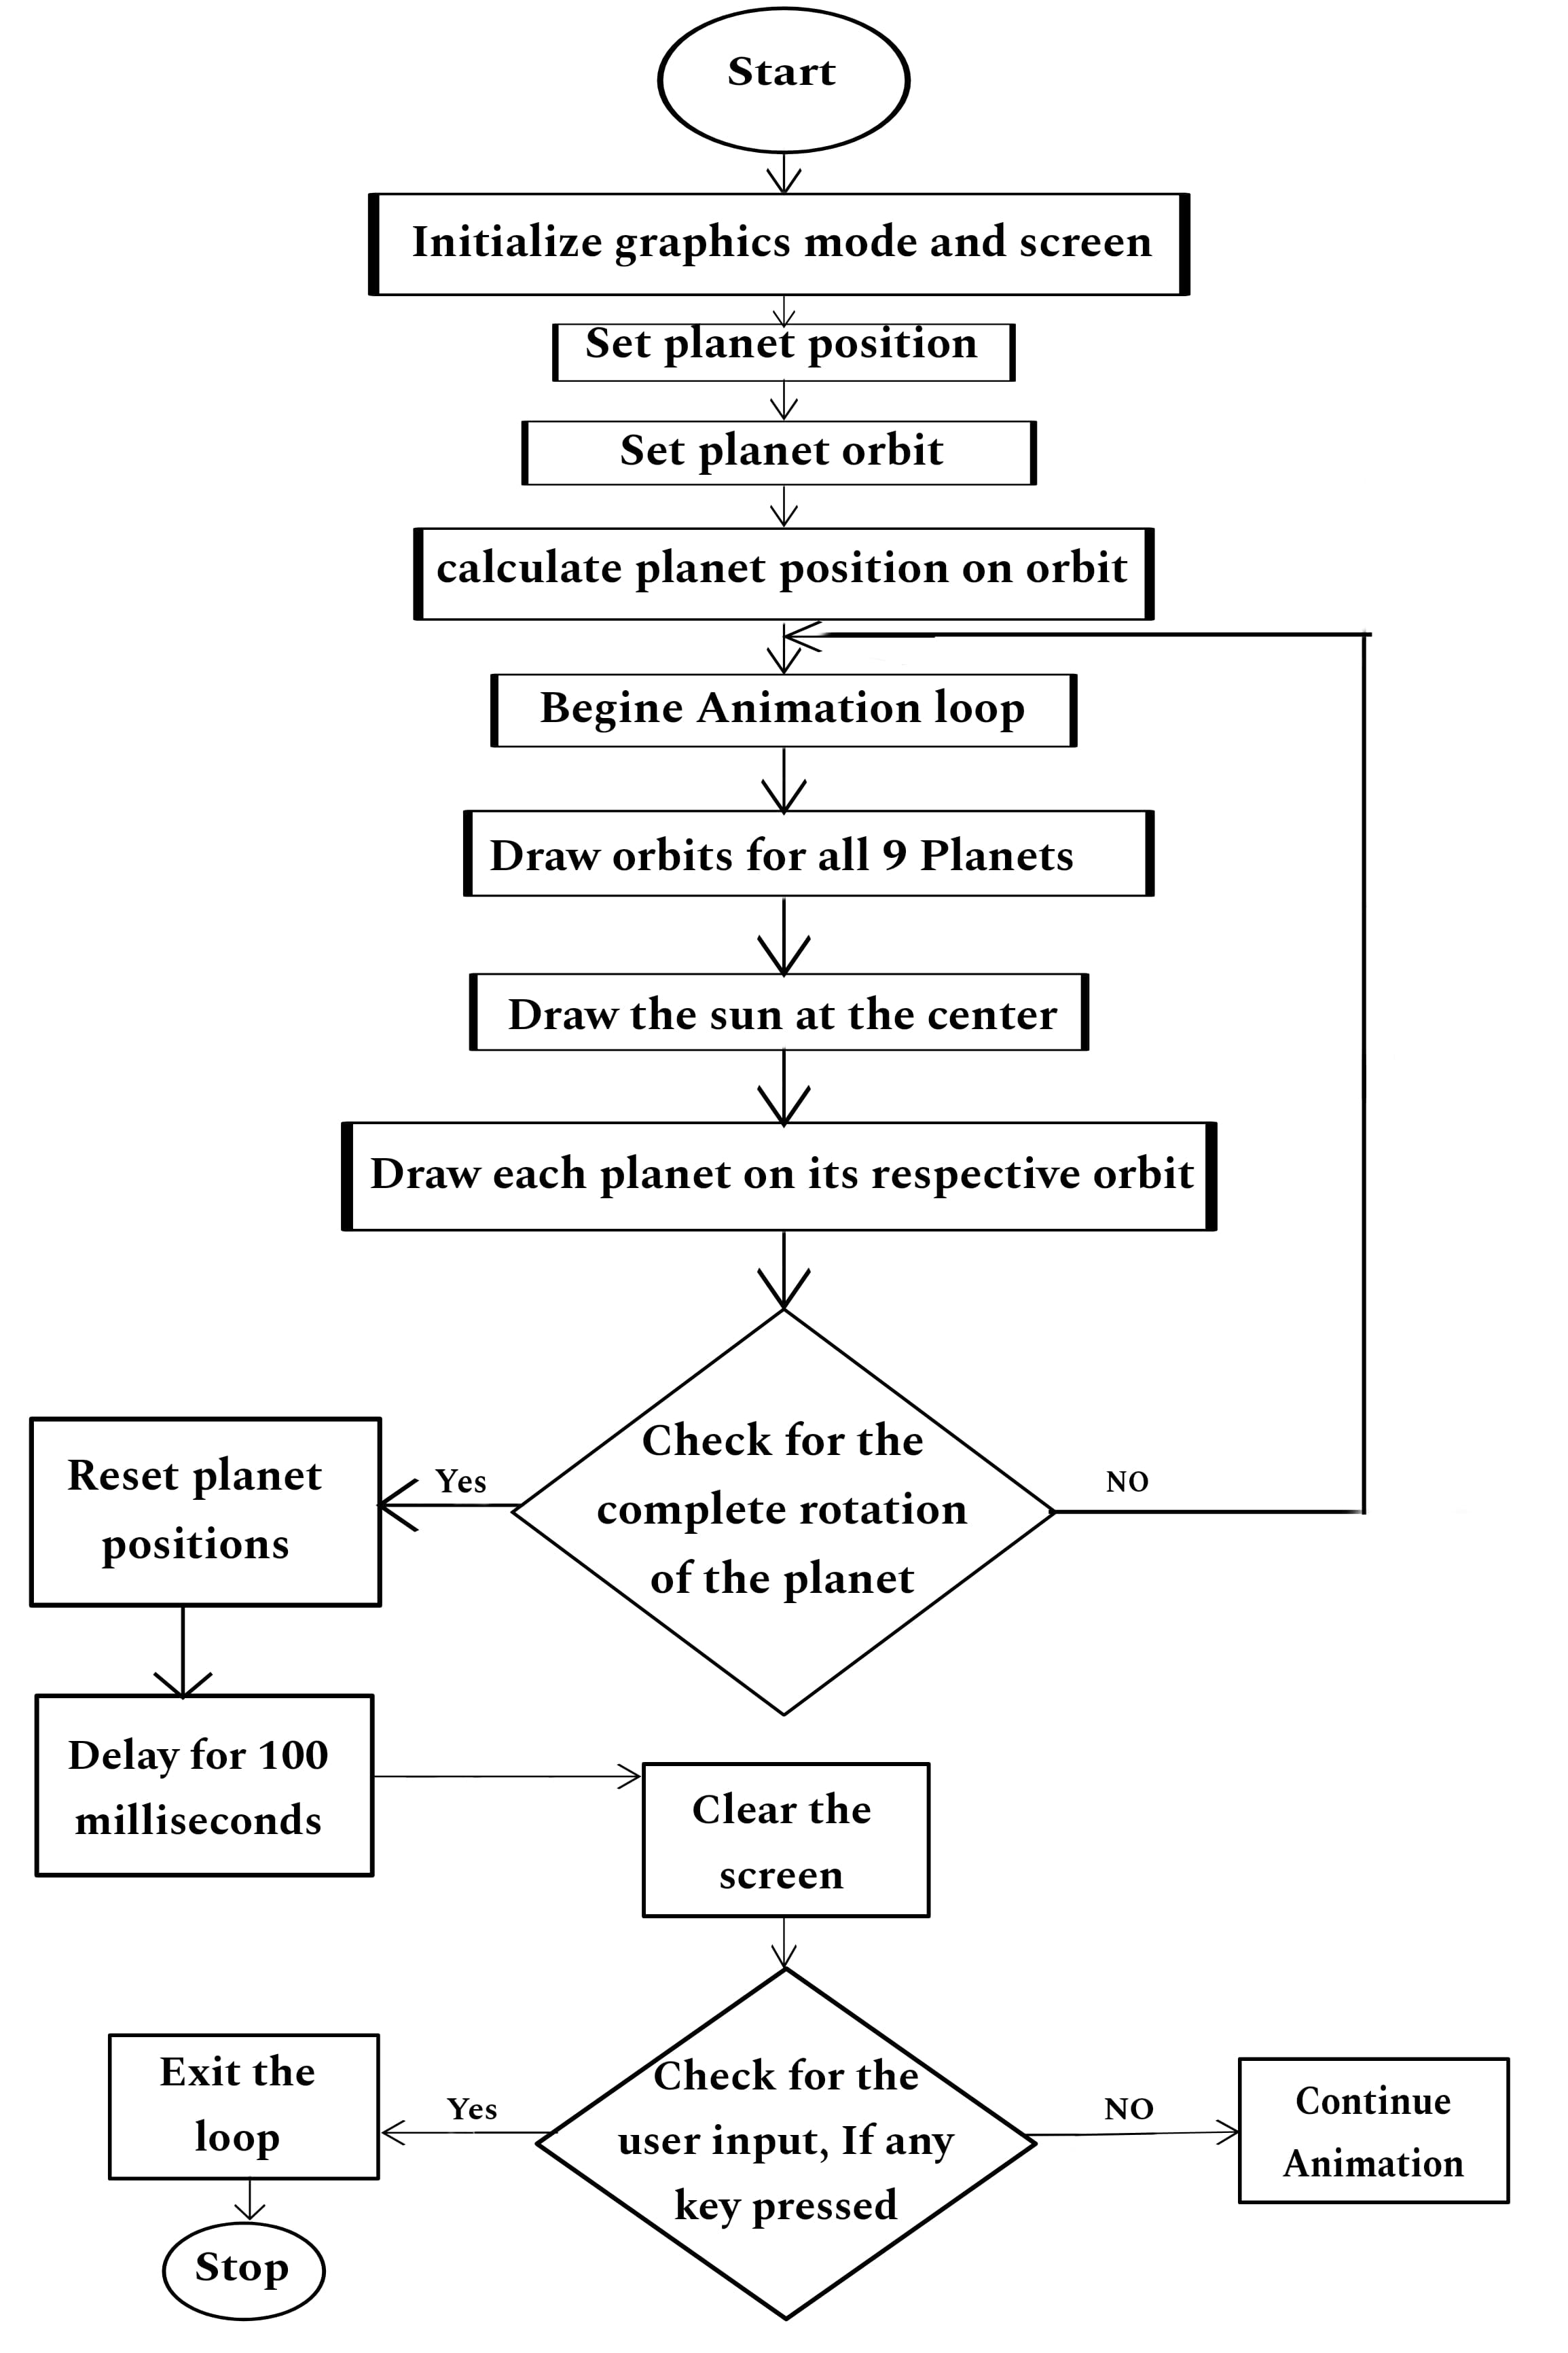 Start
Initialize graphics mode and screen
Set planet position
Set planet orbit
calculate planet position on orbit
Begine Animation loop
Draw orbits for all 9 Planets
Draw the sun at the center
Draw each planet on its respective orbit
Check for the
complete rotation
of the planet
Yes
NO
Reset planet
positions
Delay for 100
milliseconds
Clear the
screen
Check for the
user input, If any
key pressed
Yes
NO
Exit the
loop
Continue
Animation
Stop